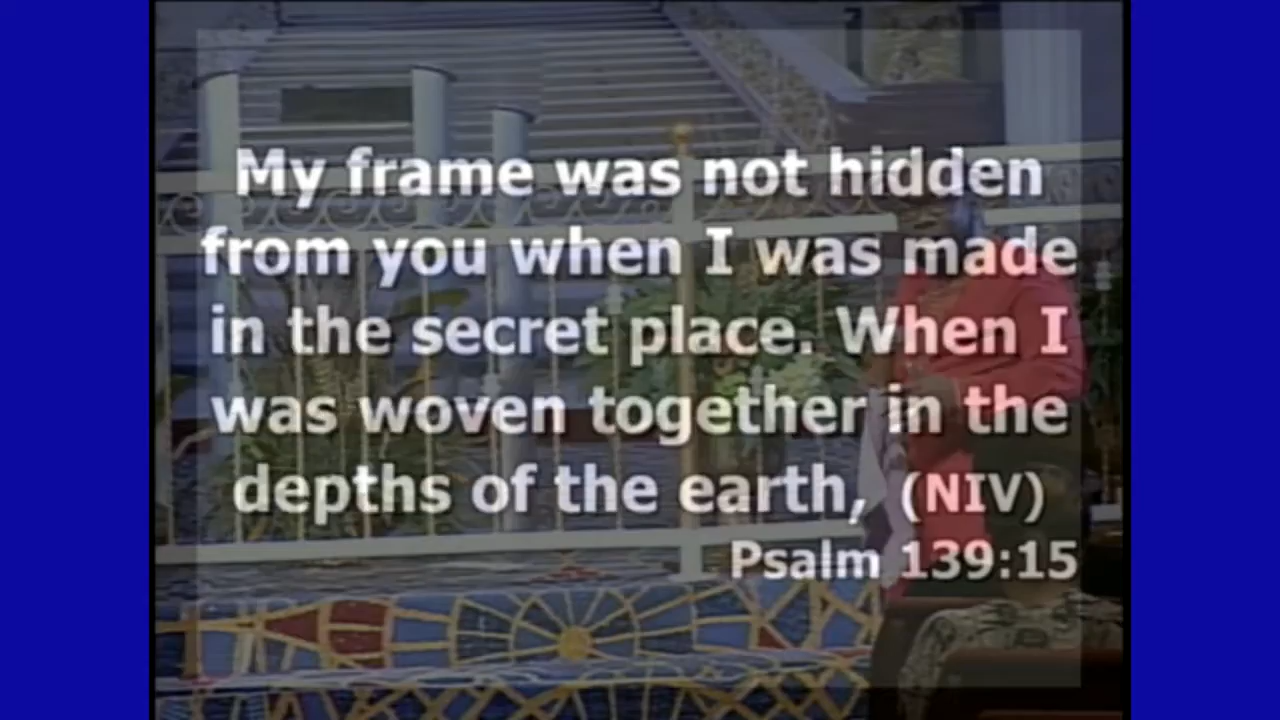 My frame was not hidden
from you when I was made
in the secret place. When I
was woven together in the
depths of the earth, (NIV)
Psalm 139:15